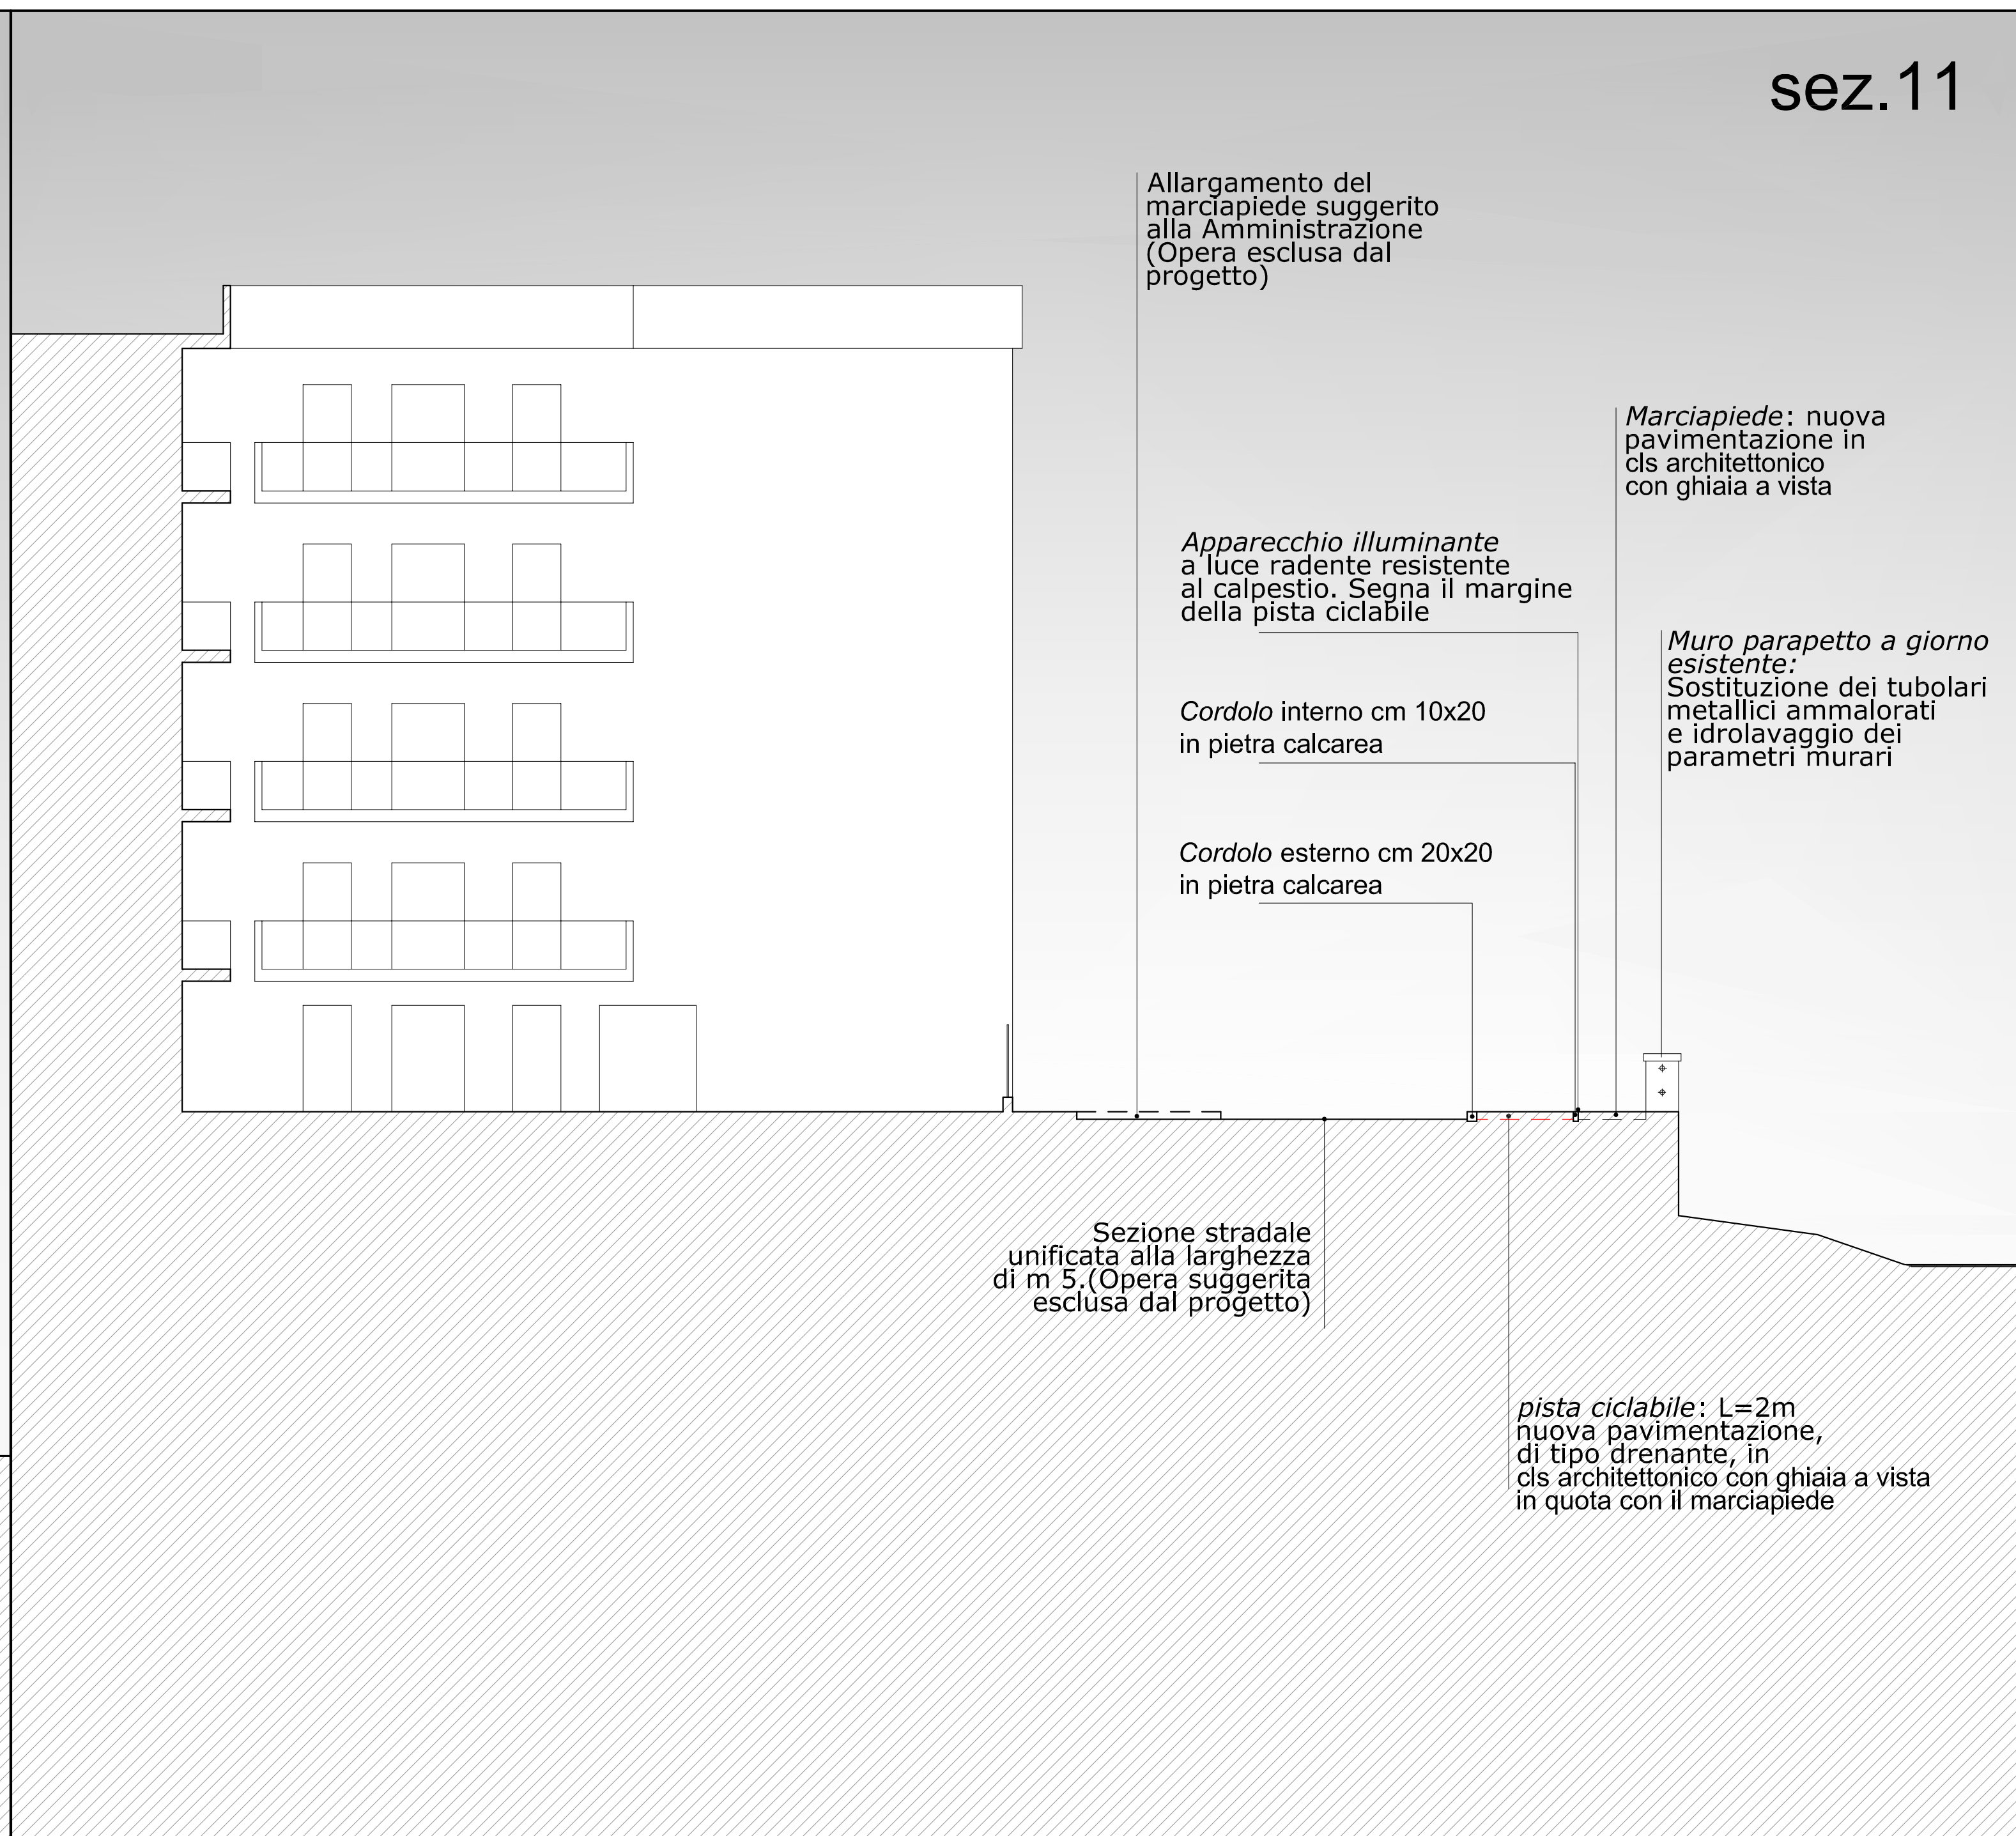 sez.11
Allargamento del
marciapiede suggerito
alla Amministrazione
(Opera esclusa dal
progetto)
Marciapiede: nuova
pavimentazione in
cls architettonico
con ghiaia a vista
Apparecchio illuminante
a luce radente resistente
al calpestio. Segna il margine
della pista ciclabile
Muro parapetto a giorno
esistente:
Sostituzione dei tubolari
metallici ammalorati
e idrolavaggio dei
parametri murari
Cordolo interno cm 10x20
in pietra calcarea
Cordolo esterno cm 20x20
in pietra calcarea
Sezione stradale
unificata alla larghezza
di m 5.(Opera suggerita
esclusa dal progetto)
pista ciclabile: L=2m
nuova pavimentazione,
di tipo drenante, in
cls architettonico con ghiaia a vista
in quota con il marciapiede